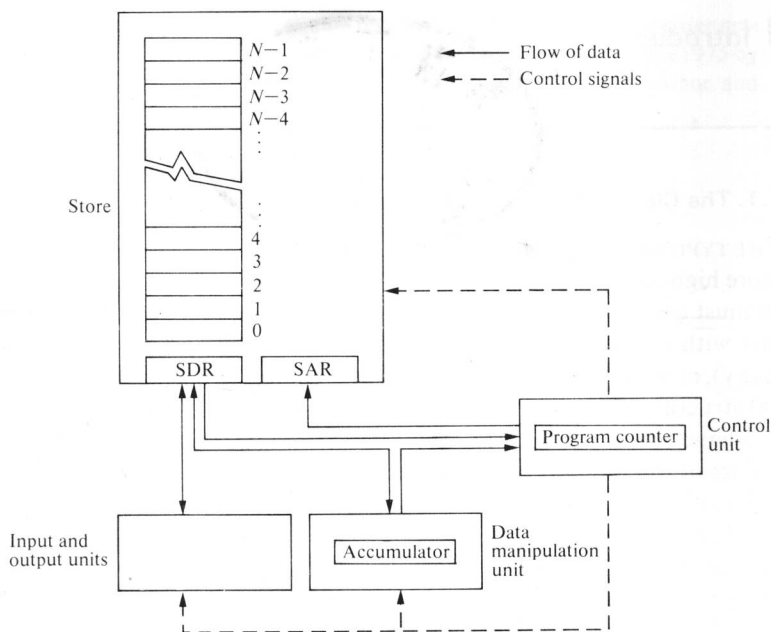 N−1
N−2
N−3
N−4
Flow of data
Control signals
Store
4
3
2
1
0
SDR
SAR
Program counter
Control
unit
Input and
output units
Accumulator
Data
manipulation
unit